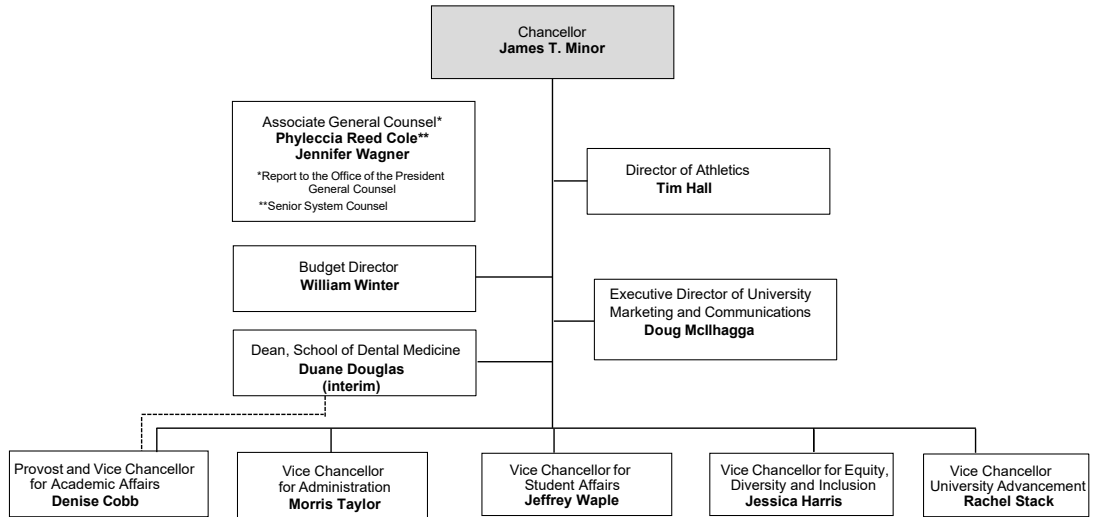 Chancellor
James T. Minor
Associate General Counsel*
Phyleccia Reed Cole**
Jennifer Wagner
*Report to the Office of the President
General Counsel
**Senior System Counsel
Director of Athletics
Tim Hall
Budget Director
William Winter
Executive Director of University
Marketing and Communications
Doug McIlhagga
Dean, School of Dental Medicine
Duane Douglas
(interim)
Provost and Vice Chancellor
for Academic Affairs
Denise Cobb
Vice Chancellor
for Administration
Morris Taylor
Vice Chancellor for
Student Affairs
Jeffrey Waple
Vice Chancellor for Equity,
Diversity and Inclusion
Jessica Harris
Vice Chancellor
University Advancement
Rachel Stack